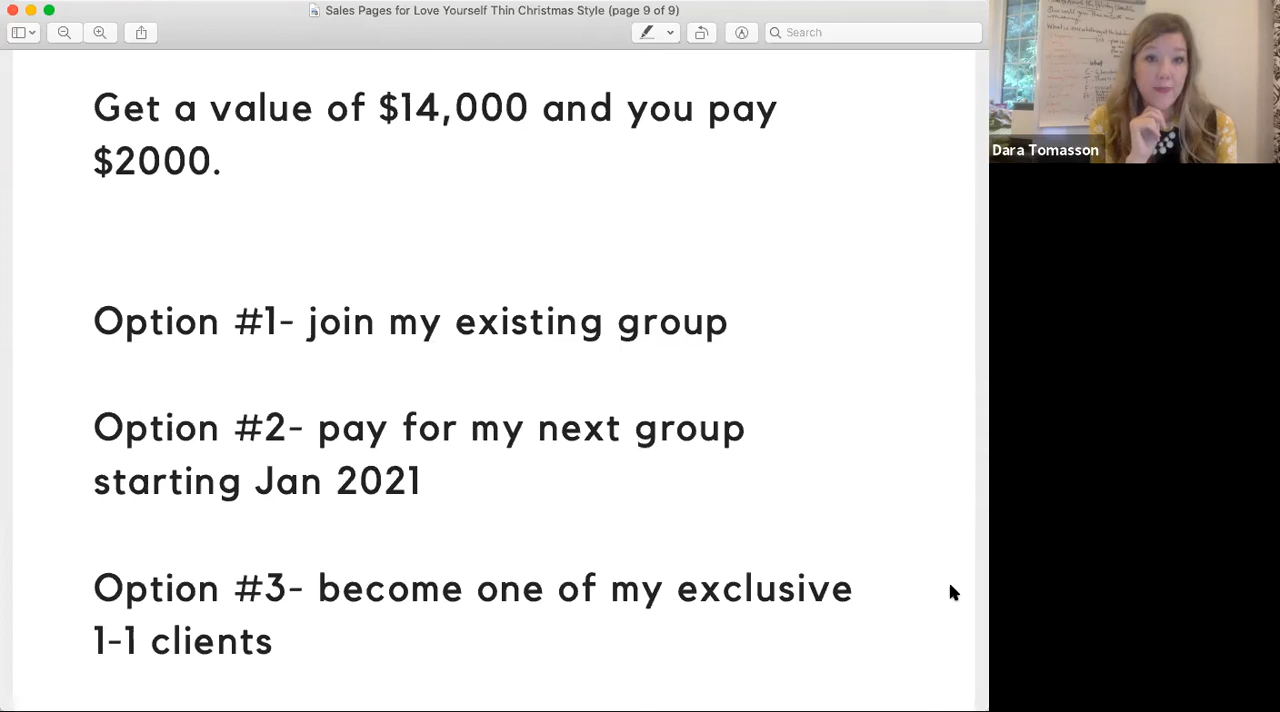 Sales Pages for Love Yourself Thin Christmas Style (page 9 of 9)
Search
Get a value of $14,000 and you pay
$2000.
Option #1- join my existing group
Option #2- pay for my next group
starting Jan 2021
Option #3- become one of my exclusive
1-1 clients
Dara Tomasson